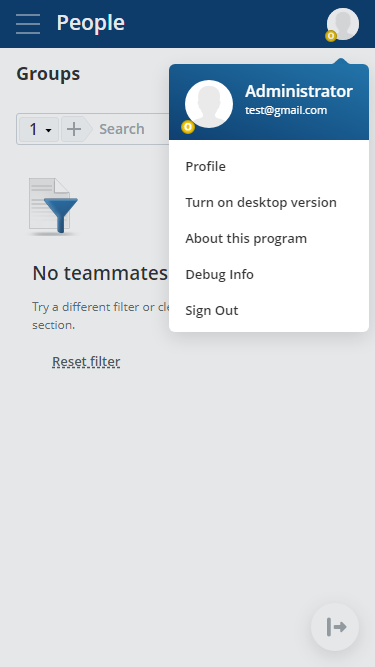 People
Groups
Administrator
test@gmail.com
1
Search
Profile
Turn on desktop version
About this program
Debug Info
Sign Out
No teammates
Try a different filter or cle
section.
Reset filter